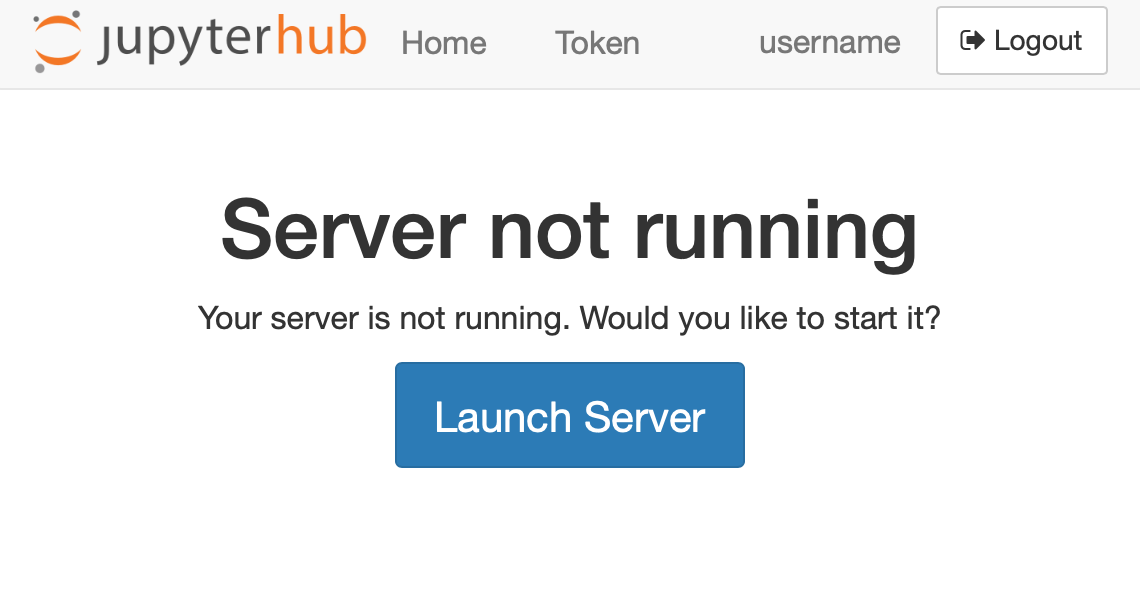 jupyterhub Home Token username Logout
Server not running
Your server is not running. Would you like to start it?
Launch Server